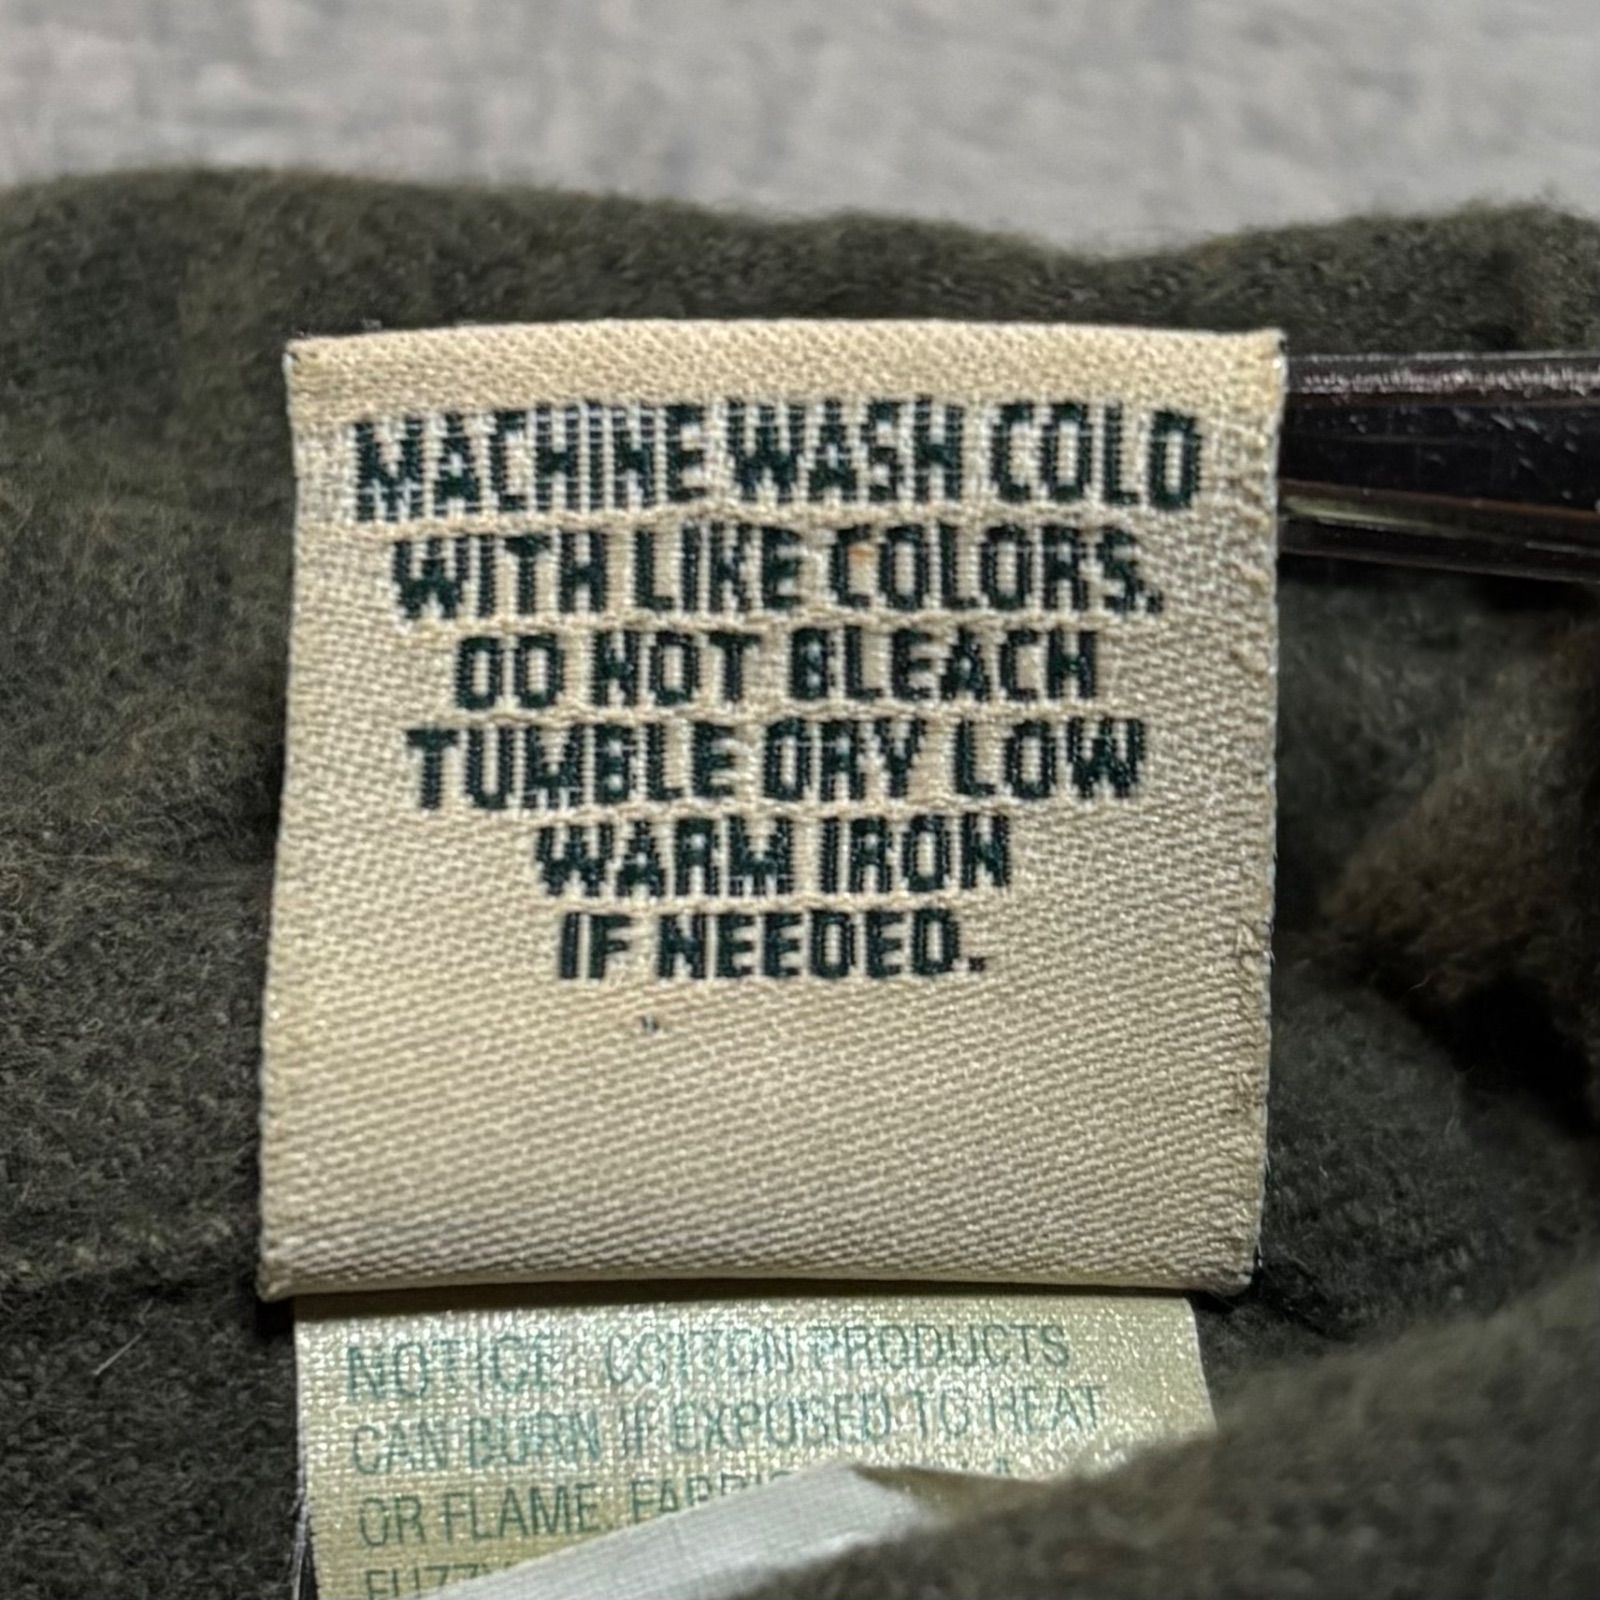 MACHINE WASH COLD
WITH LIKE COLORS.
DO NOT BLEACH
TUMBLE DRY LOW
WARM IRON
IF NEEDED.
NOTICE: COTTON PRODUCTS
CAN BURN IF EXPOSED TO HEAT
OR FLAME.